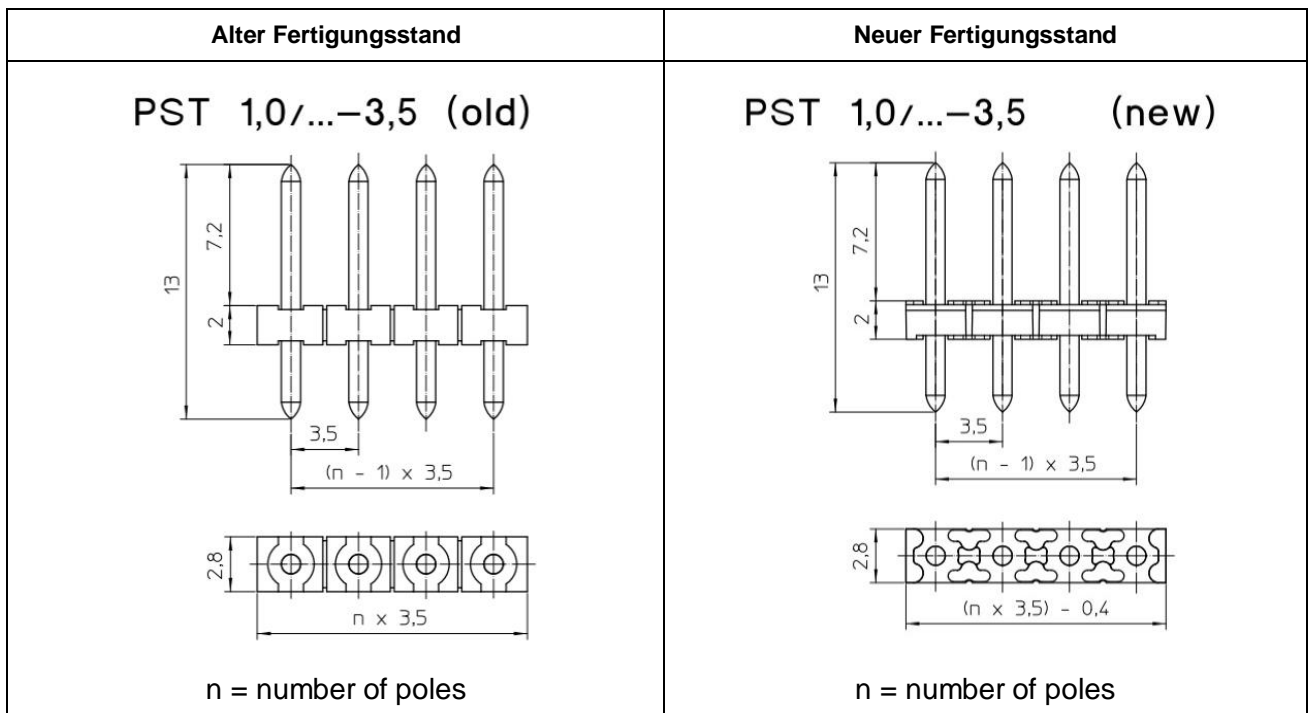 Alter Fertigungsstand
Neuer Fertigungsstand
PST 1,0/...–3,5 (old)
13
7,2
2
3,5
(n - 1) x 3,5
2,8
n x 3,5
n = number of poles
PST 1,0/...–3,5 (new)
13
7,2
2
3,5
(n - 1) x 3,5
2,8
(n x 3,5) - 0,4
n = number of poles